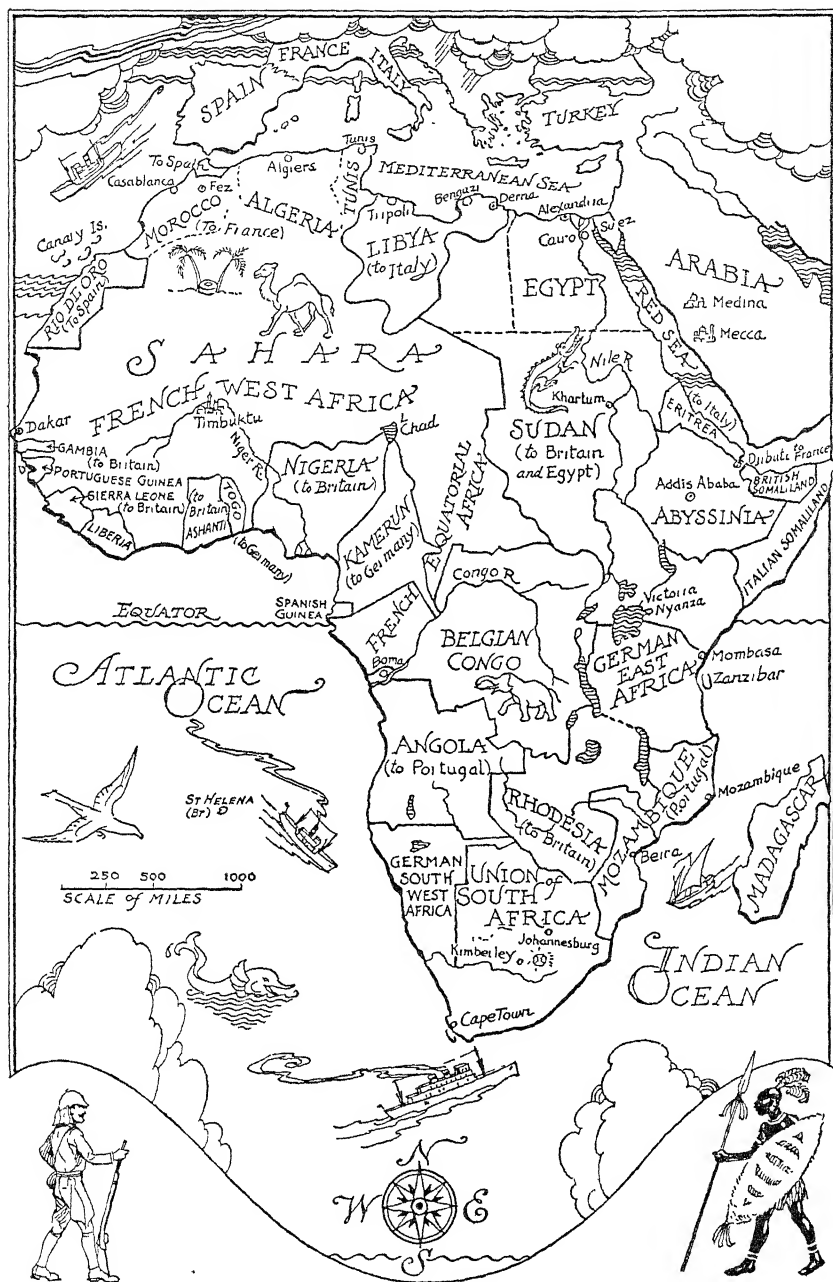 FRANCE
ITALY
SPAIN
TURKEY
Tunis
To Spain
Algiers
MEDITERRANEAN SEA
Casablanca
Fez
TUNIS
Bengazi
Derna
Alexandria
MOROCCO
ALGERIA
(To France)
Tripoli
Cairo
Suez
Canary Is.
LIBYA
(to Italy)
EGYPT
ARABIA
RIO DE ORO
(To Spain)
RED SEA
Medina
Mecca
SAHARA
Nile R
FRENCH WEST AFRICA
Timbuktu
Khartum
(to Italy)
ERITREA
Dakar
L
Chad
SUDAN
(to Britain
and Egypt)
GAMBIA
(to Britain)
Niger R.
NIGERIA
(to Britain)
Djibuti to France
PORTUGUESE GUINEA
Addis Ababa
BRITISH
SOMALILAND
SIERRA LEONE
(to Britain)
(to
Britain)
ASHANTI
TOGO
(to Germany)
LIBERIA
KAMERUN
(to Germany)
EQUATORIAL
AFRICA
ABYSSINIA
ITALIAN SOMALILAND
Congo R
Victoria
Nyanza
EQUATOR
SPANISH
GUINEA
FRENCH
BELGIAN
CONGO
GERMAN
EAST
AFRICA
Boma
Mombasa
Zanzibar
ATLANTIC
OCEAN
ANGOLA
(to Portugal)
Mozambique
ST HELENA
(Br)
RHODESIA
(to Britain)
MOZAMBIQUE
(Portugal)
Beira
MADAGASCAR
250 500 1000
SCALE of MILES
GERMAN
SOUTH
WEST
AFRICA
UNION of
SOUTH
AFRICA
Johannesburg
Kimberley
INDIAN
OCEAN
Cape Town
N
W E
S